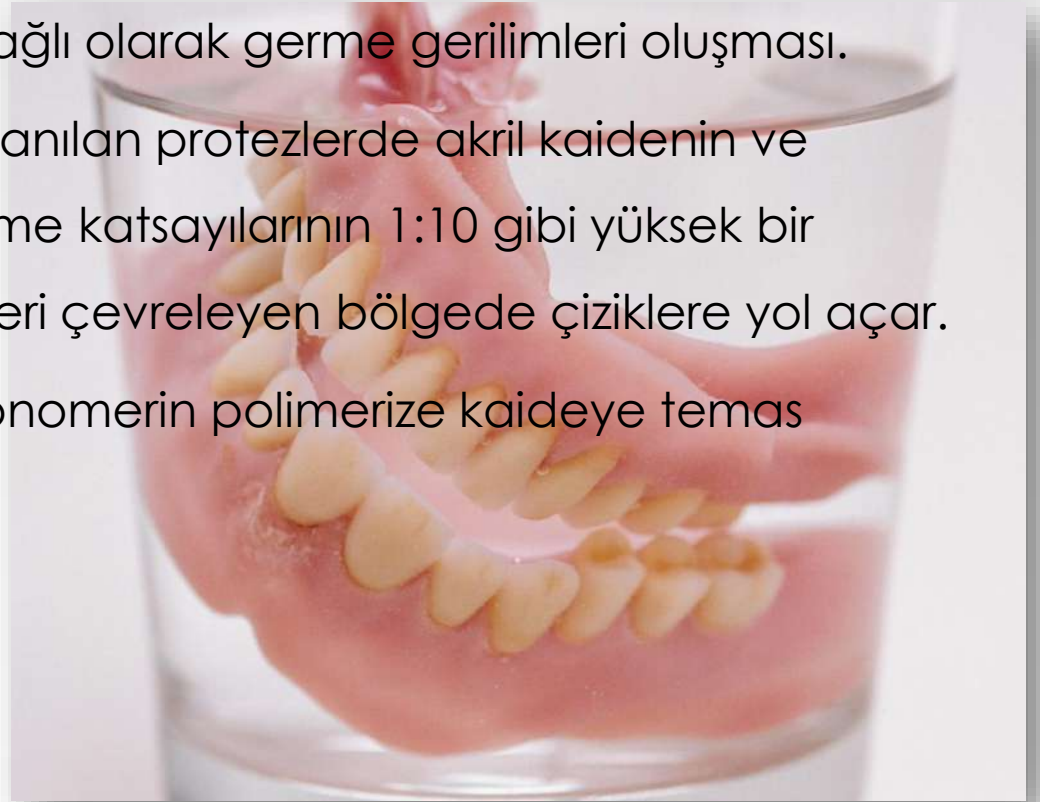 ağlı olarak germe gerilimleri oluşması.
anılan protezlerde akril kaidenin ve
me katsayılarının 1:10 gibi yüksek bir
eri çevreleyen bölgede çiziklere yol açar.
onomerin polimerize kaideye temas